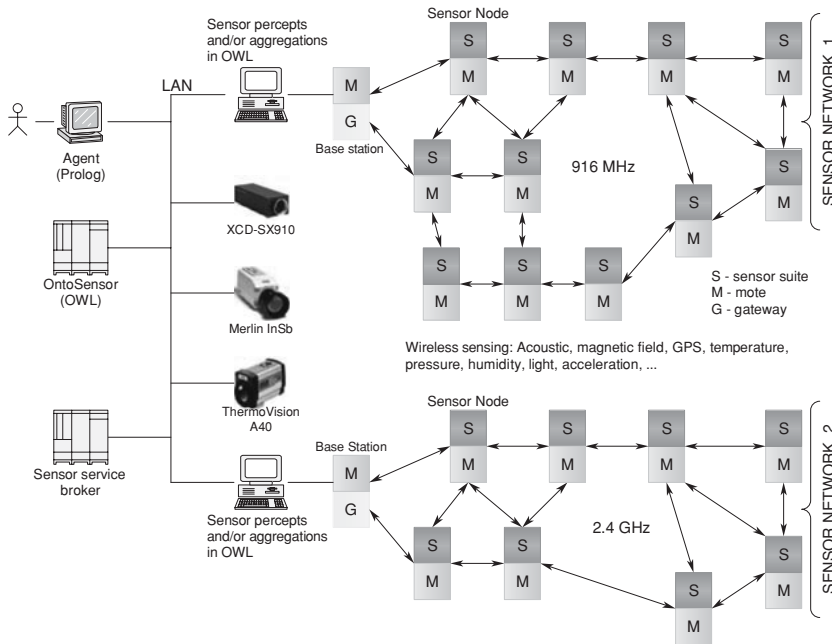 Sensor percepts
and/or aggregations
in OWL
LAN
Agent
(Prolog)
OntoSensor
(OWL)
Sensor service
broker
XCD-SX910
Merlin InSb
ThermoVision
A40
M
G
Base station
Sensor Node
S
M
S
M
S
M
S
M
S
M
S
M
916 MHz
S
M
S
M
S
M
S
M
S
M
SENSOR NETWORK 1
S - sensor suite
M - mote
G - gateway
Wireless sensing: Acoustic, magnetic field, GPS, temperature,
pressure, humidity, light, acceleration, ...
Sensor Node
Base Station
M
G
Sensor percepts
and/or aggregations
in OWL
S
M
S
M
S
M
S
M
S
M
S
M
2.4 GHz
S
M
S
M
SENSOR NETWORK 2